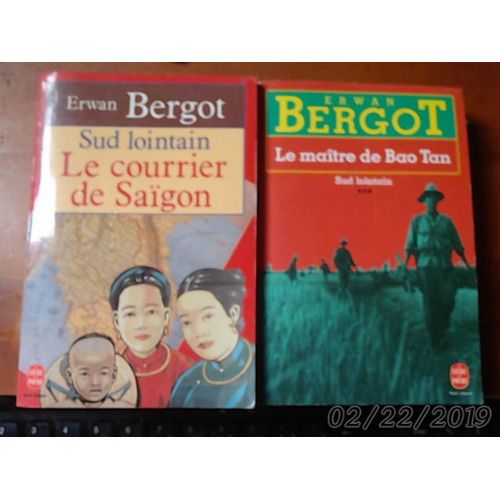 Erwan Bergot
Sud lointain
Le courrier
de Saïgon
ERWAN
BERGOT
Le maître de Bao Tan
Sud lointain
***
02/22/2019